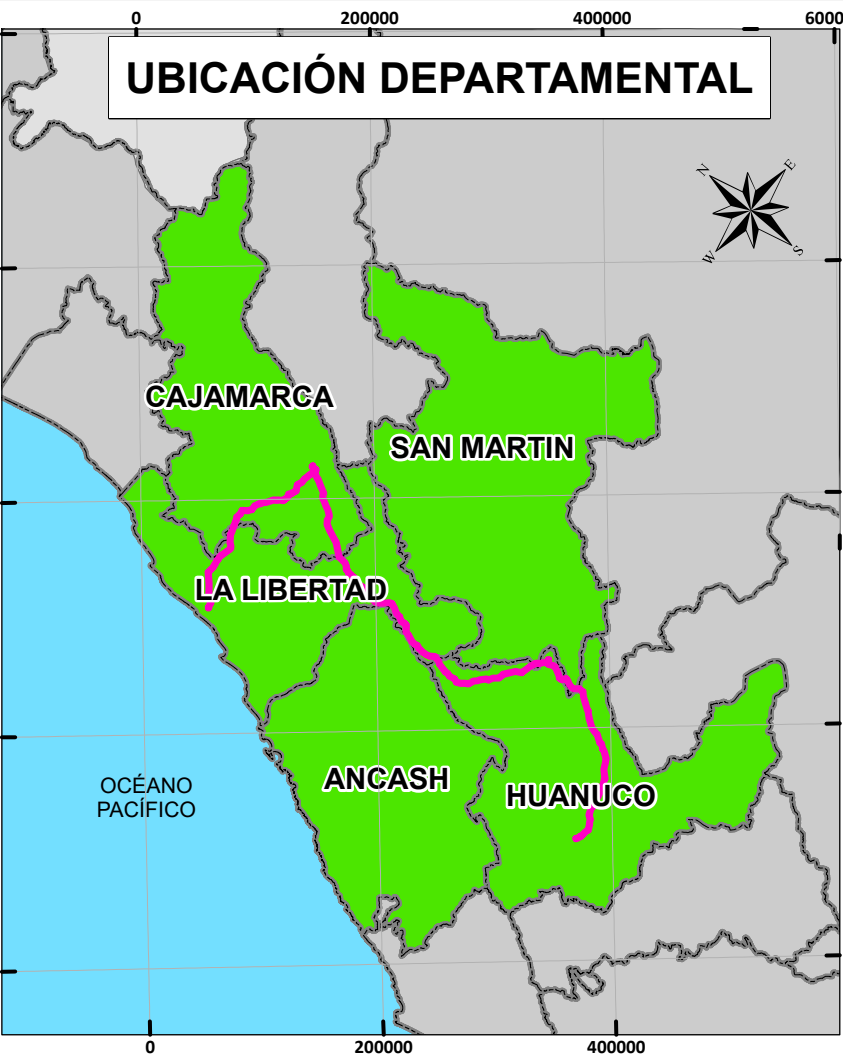 0 200000 400000 6000
UBICACIÓN DEPARTAMENTAL
N E
W S
CAJAMARCA
SAN MARTIN
LA LIBERTAD
ANCASH
HUANUCO
OCÉANO
PACÍFICO
0 200000 400000